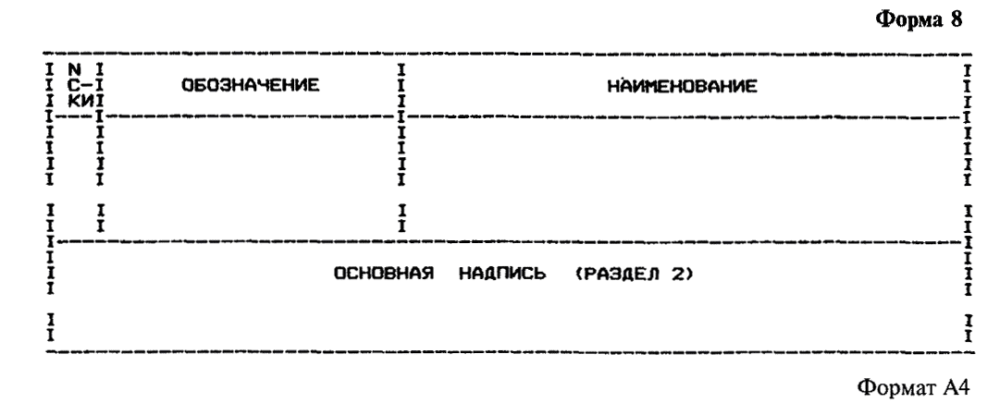 Форма 8
N
С-
КИ
ОБОЗНАЧЕНИЕ
НАИМЕНОВАНИЕ
ОСНОВНАЯ НАДПИСЬ (РАЗДЕЛ 2)
Формат А4